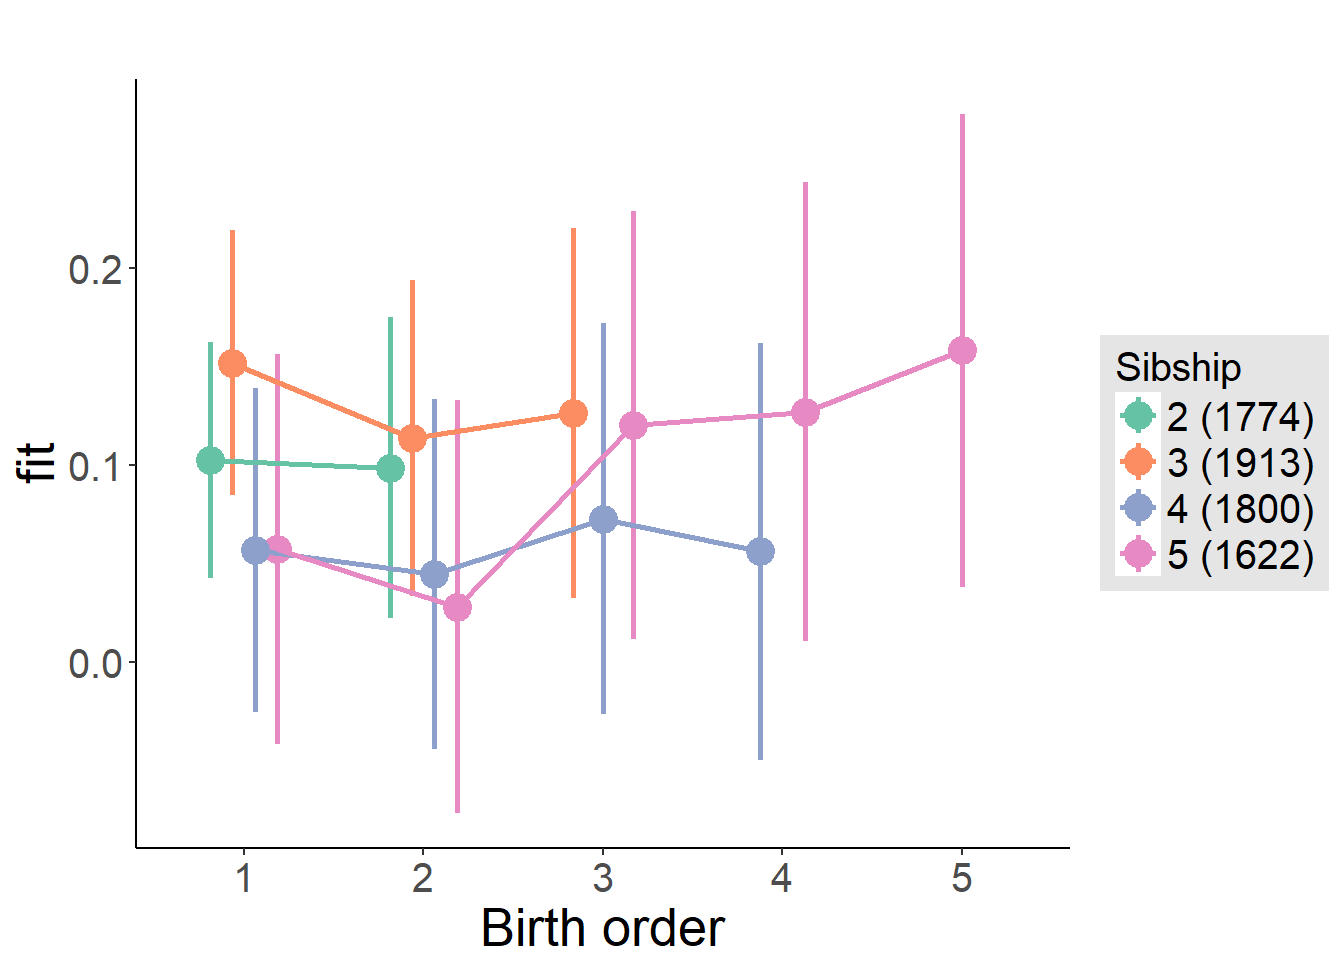 fit
0.2
0.1
0.0
1 2 3 4 5
Birth order
Sibship
2 (1774)
3 (1913)
4 (1800)
5 (1622)